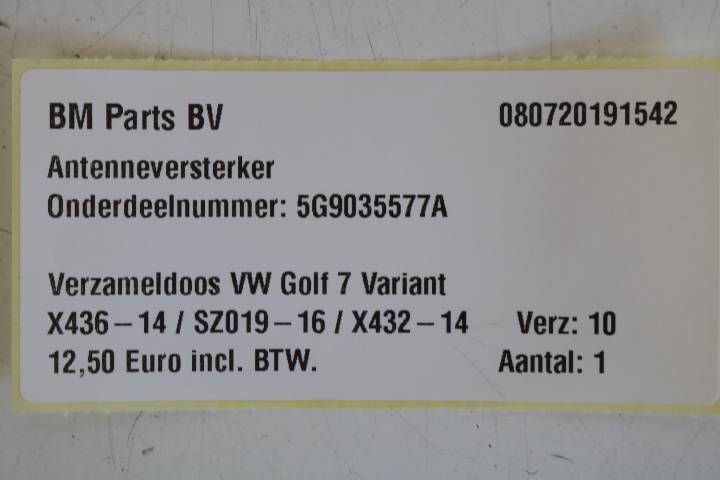 BM Parts BV 080720191542
Antenneversterker
Onderdeelnummer: 5G9035577A
Verzameldoos VW Golf 7 Variant
X436-14 / SZ019-16 / X432-14 Verz: 10
12,50 Euro incl. BTW. Aantal: 1